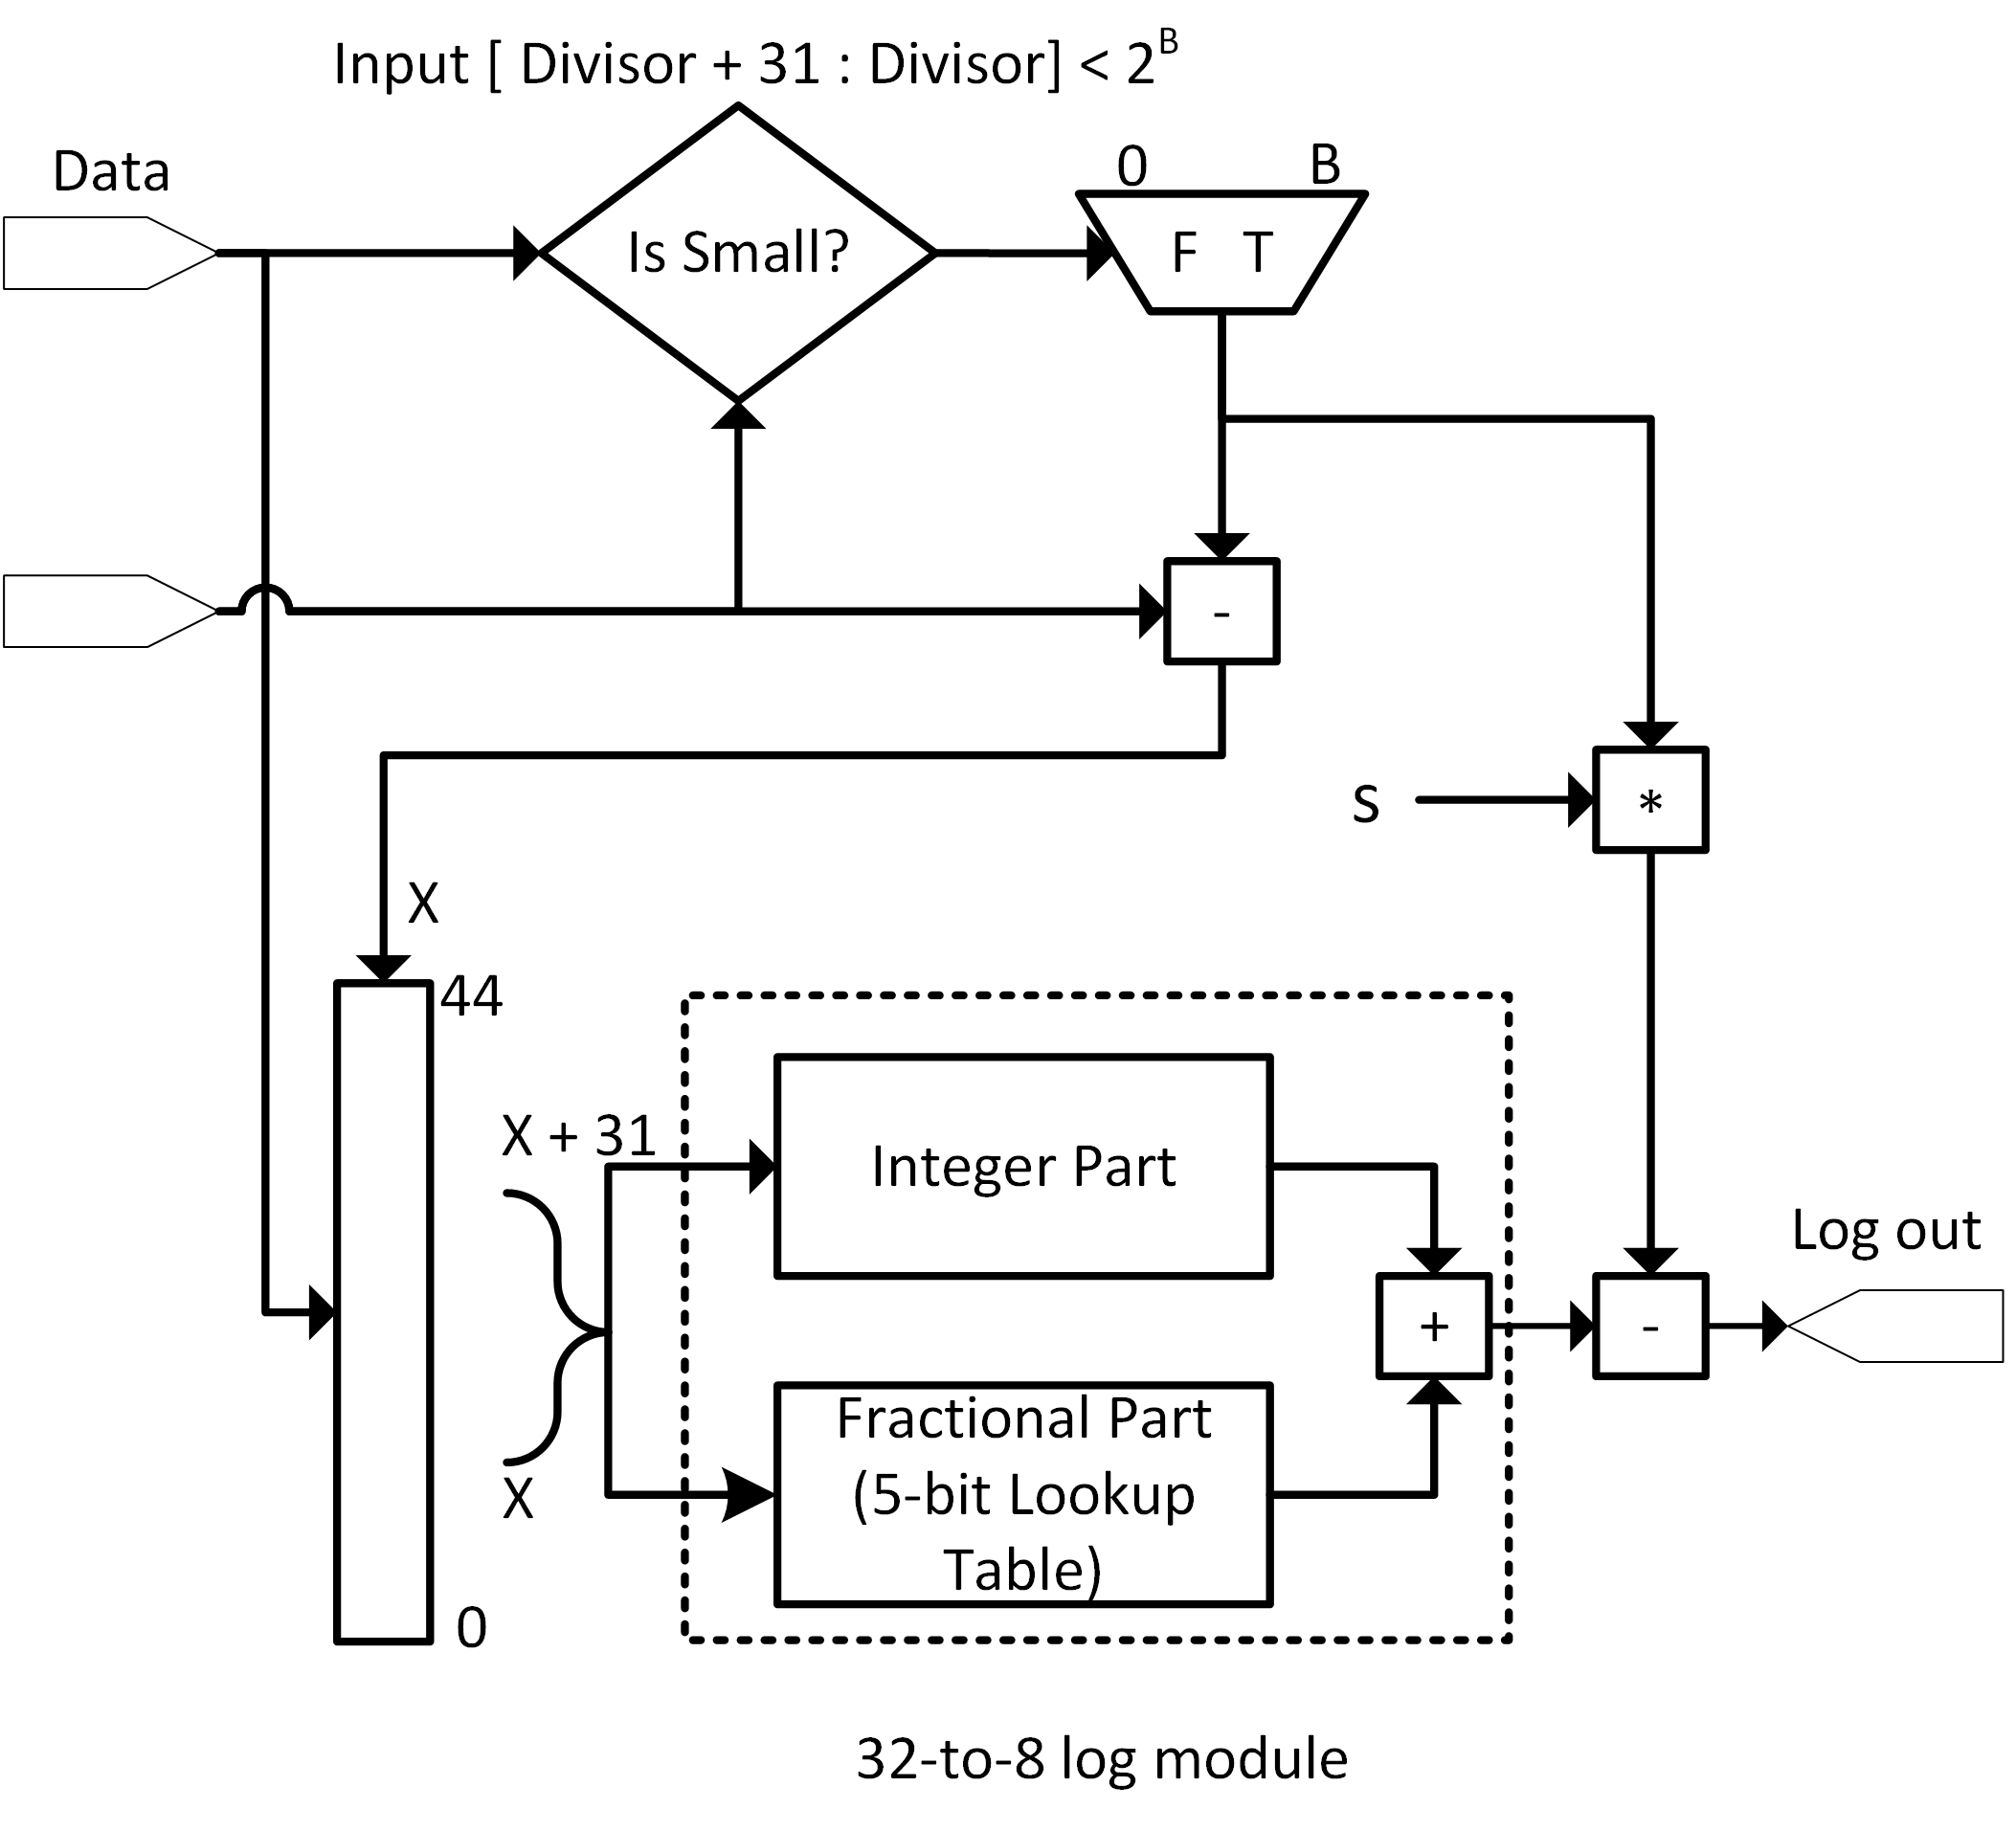 Input [ Divisor + 31 : Divisor] < 2^B
Data
0
B
Is Small?
F T
-
S
*
X
44
X + 31
Integer Part
Log out
+
-
Fractional Part
(5-bit Lookup
Table)
X
0
32-to-8 log module